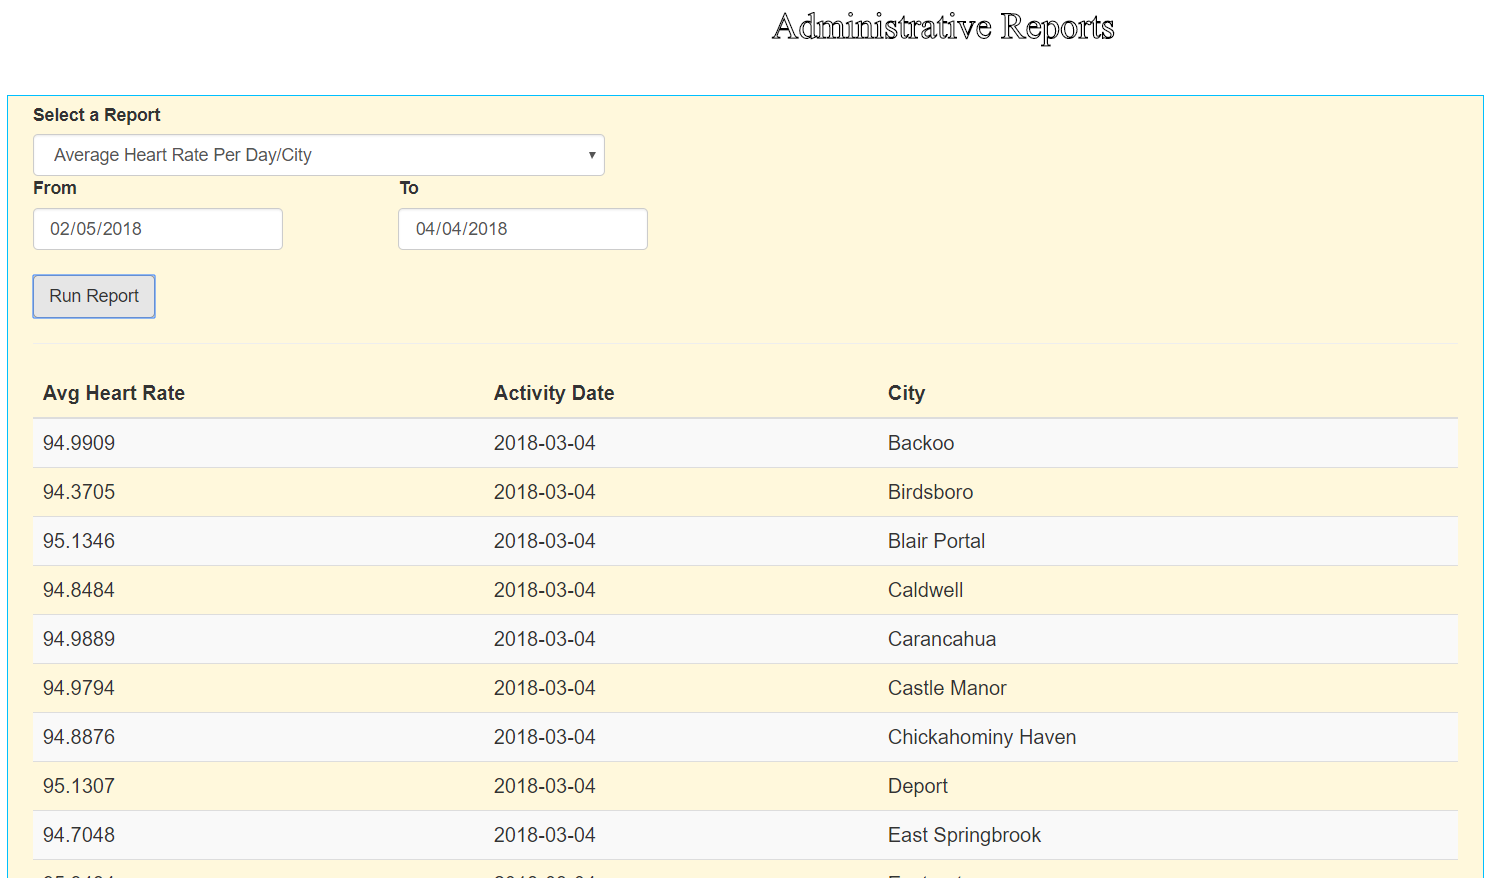 Administrative Reports
Select a Report
Average Heart Rate Per Day/City
From To
02/05/2018 04/04/2018
Run Report
Avg Heart Rate Activity Date City
94.9909 2018-03-04 Backoo
94.3705 2018-03-04 Birdsboro
95.1346 2018-03-04 Blair Portal
94.8484 2018-03-04 Caldwell
94.9889 2018-03-04 Carancahua
94.9794 2018-03-04 Castle Manor
94.8876 2018-03-04 Chickahominy Haven
95.1307 2018-03-04 Deport
94.7048 2018-03-04 East Springbrook